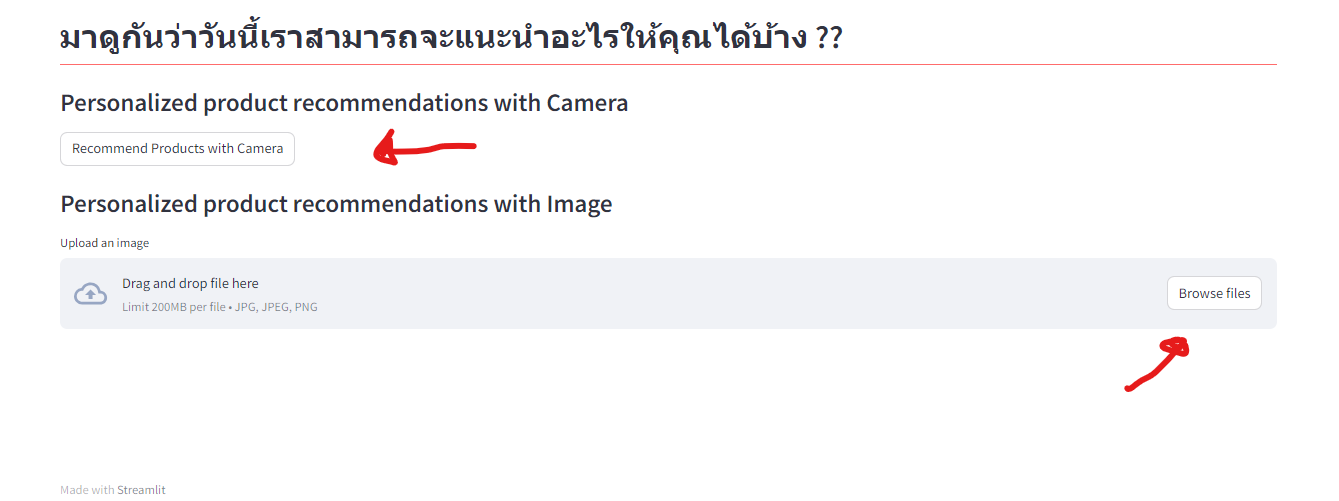 มาดูกันว่าวันนี้เราสามารถจะแนะนำอะไรให้คุณได้บ้าง ??
Personalized product recommendations with Camera
Recommend Products with Camera
Personalized product recommendations with Image
Upload an image
Drag and drop file here
Limit 200MB per file • JPG, JPEG, PNG
Browse files
Made with Streamlit